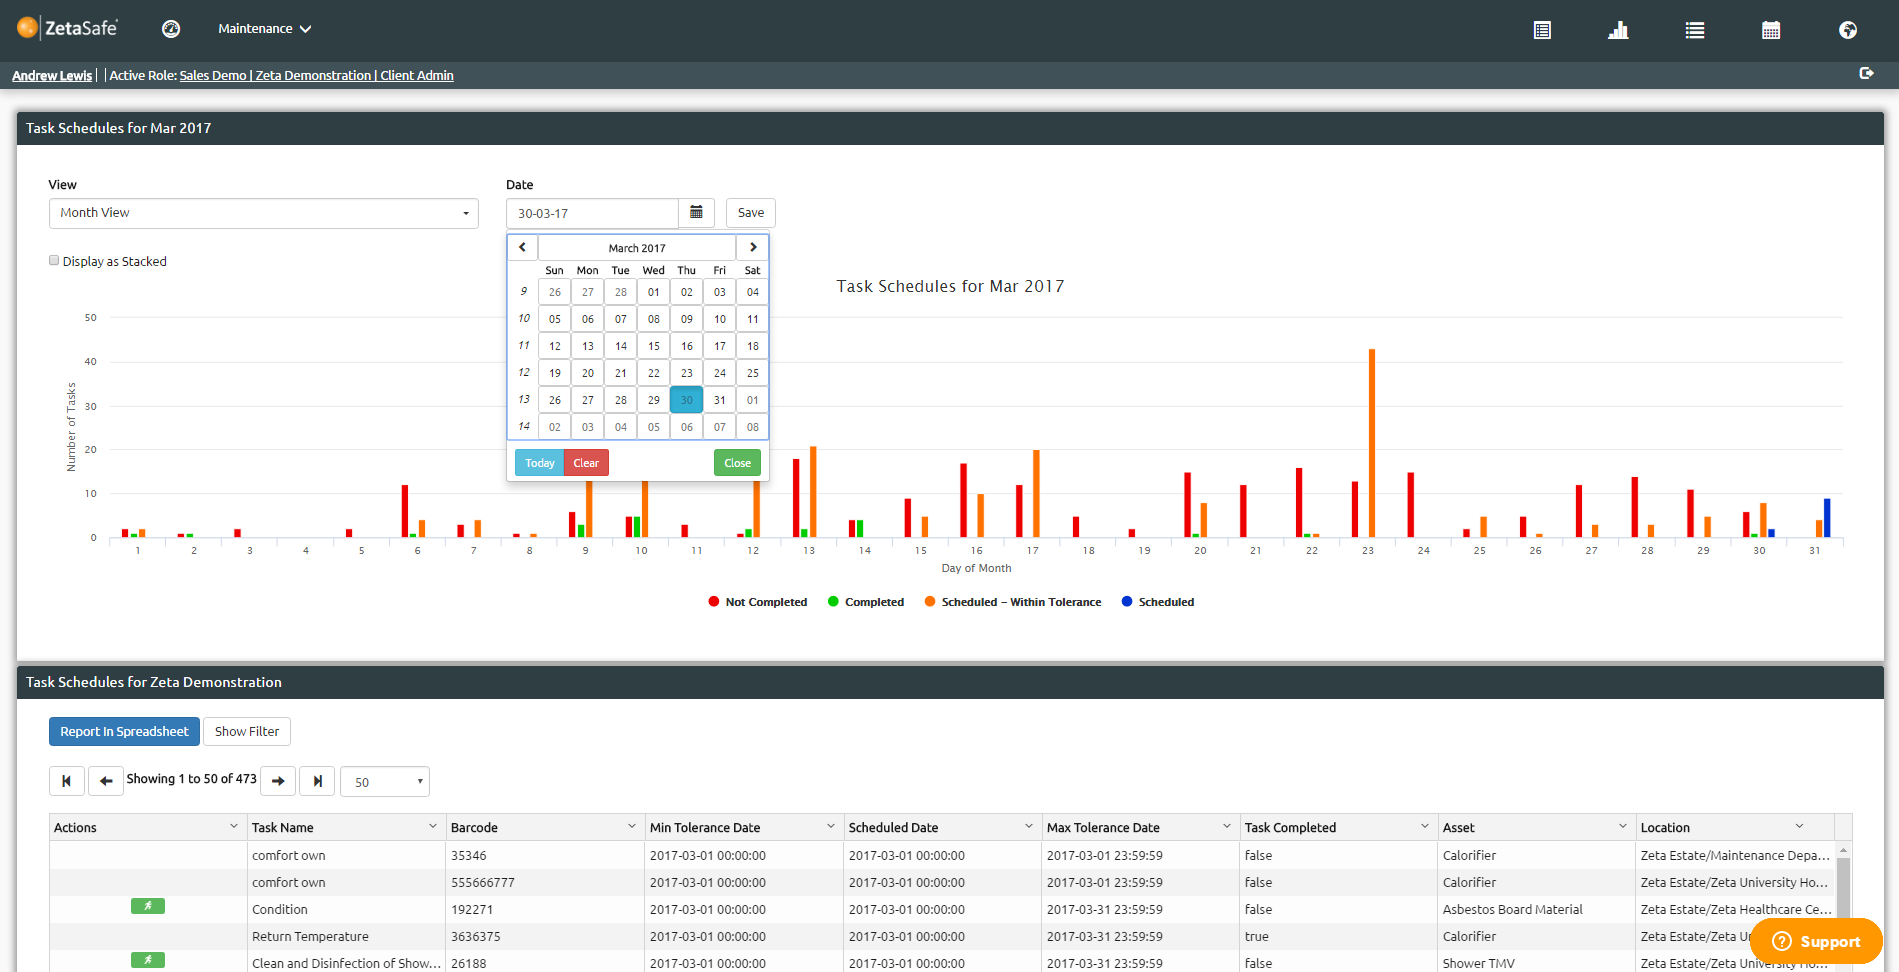 ZetaSafe
Maintenance
Andrew Lewis | | Active Role: Sales Demo | Zeta Demonstration | Client Admin
Task Schedules for Mar 2017
View
Date
Month View
30-03-17
Save
Display as Stacked
March 2017
Sun Mon Tue Wed Thu Fri Sat
9 26 27 28 01 02 03 04
10 05 06 07 08 09 10 11
11 12 13 14 15 16 17 18
12 19 20 21 22 23 24 25
13 26 27 28 29 30 31 01
14 02 03 04 05 06 07 08
Today Clear Close
Task Schedules for Mar 2017
Number of Tasks
50
40
30
20
10
0
1 2 3 4 5 6 7 8 9 10 11 12 13 14 15 16 17 18 19 20 21 22 23 24 25 26 27 28 29 30 31
Day of Month
Not Completed Completed Scheduled – Within Tolerance Scheduled
Task Schedules for Zeta Demonstration
Report In Spreadsheet Show Filter
Showing 1 to 50 of 473 50
Actions Task Name Barcode Min Tolerance Date Scheduled Date Max Tolerance Date Task Completed Asset Location
comfort own 35346 2017-03-01 00:00:00 2017-03-01 00:00:00 2017-03-01 23:59:59 false Calorifier Zeta Estate/Maintenance Depa...
comfort own 555666777 2017-03-01 00:00:00 2017-03-01 00:00:00 2017-03-01 23:59:59 false Calorifier Zeta Estate/Zeta University Ho...
Condition 192271 2017-03-01 00:00:00 2017-03-01 00:00:00 2017-03-31 23:59:59 false Asbestos Board Material Zeta Estate/Zeta Healthcare Ce...
Return Temperature 3636375 2017-03-01 00:00:00 2017-03-01 00:00:00 2017-03-31 23:59:59 true Calorifier Zeta Estate/Zeta
Clean and Disinfection of Show... 26188 2017-03-01 00:00:00 2017-03-01 00:00:00 2017-03-31 23:59:59 false Shower TMV Zeta Estate/Zeta
Support